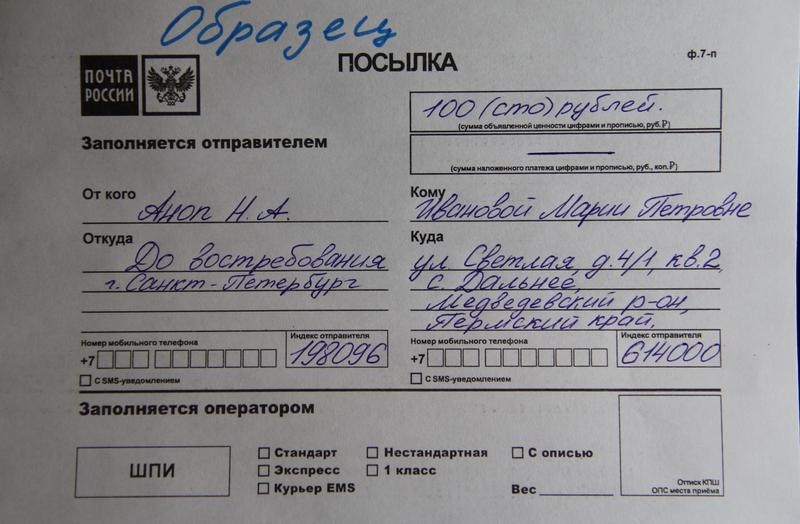 Образец
ПОСЫЛКА
ф.7-п
ПОЧТА
РОССИИ
100 (сто) рублей.
(сумма объявленной ценности цифрами и прописью, руб.₽)
Заполняется отправителем
(сумма наложенного платежа цифрами и прописью, руб., коп.₽)
От кого
Аноп Н.А.
Откуда
До востребования
г. Санкт-Петербург
Номер мобильного телефона
+7
Индекс отправителя
198096
С SMS-уведомлением
Кому
Ивановой Марии Петровне
Куда
ул Светлая, д.4/1, кв.2,
с. Дальнее,
Медведевский р-он,
Пермский край,
Номер мобильного телефона
+7
Индекс отправителя
614000
С SMS-уведомлением
Заполняется оператором
ШПИ
Стандарт
Экспресс
Курьер EMS
Нестандартная
1 класс
С описью
Вес
Оттиск КПШ
ОПС места приёма